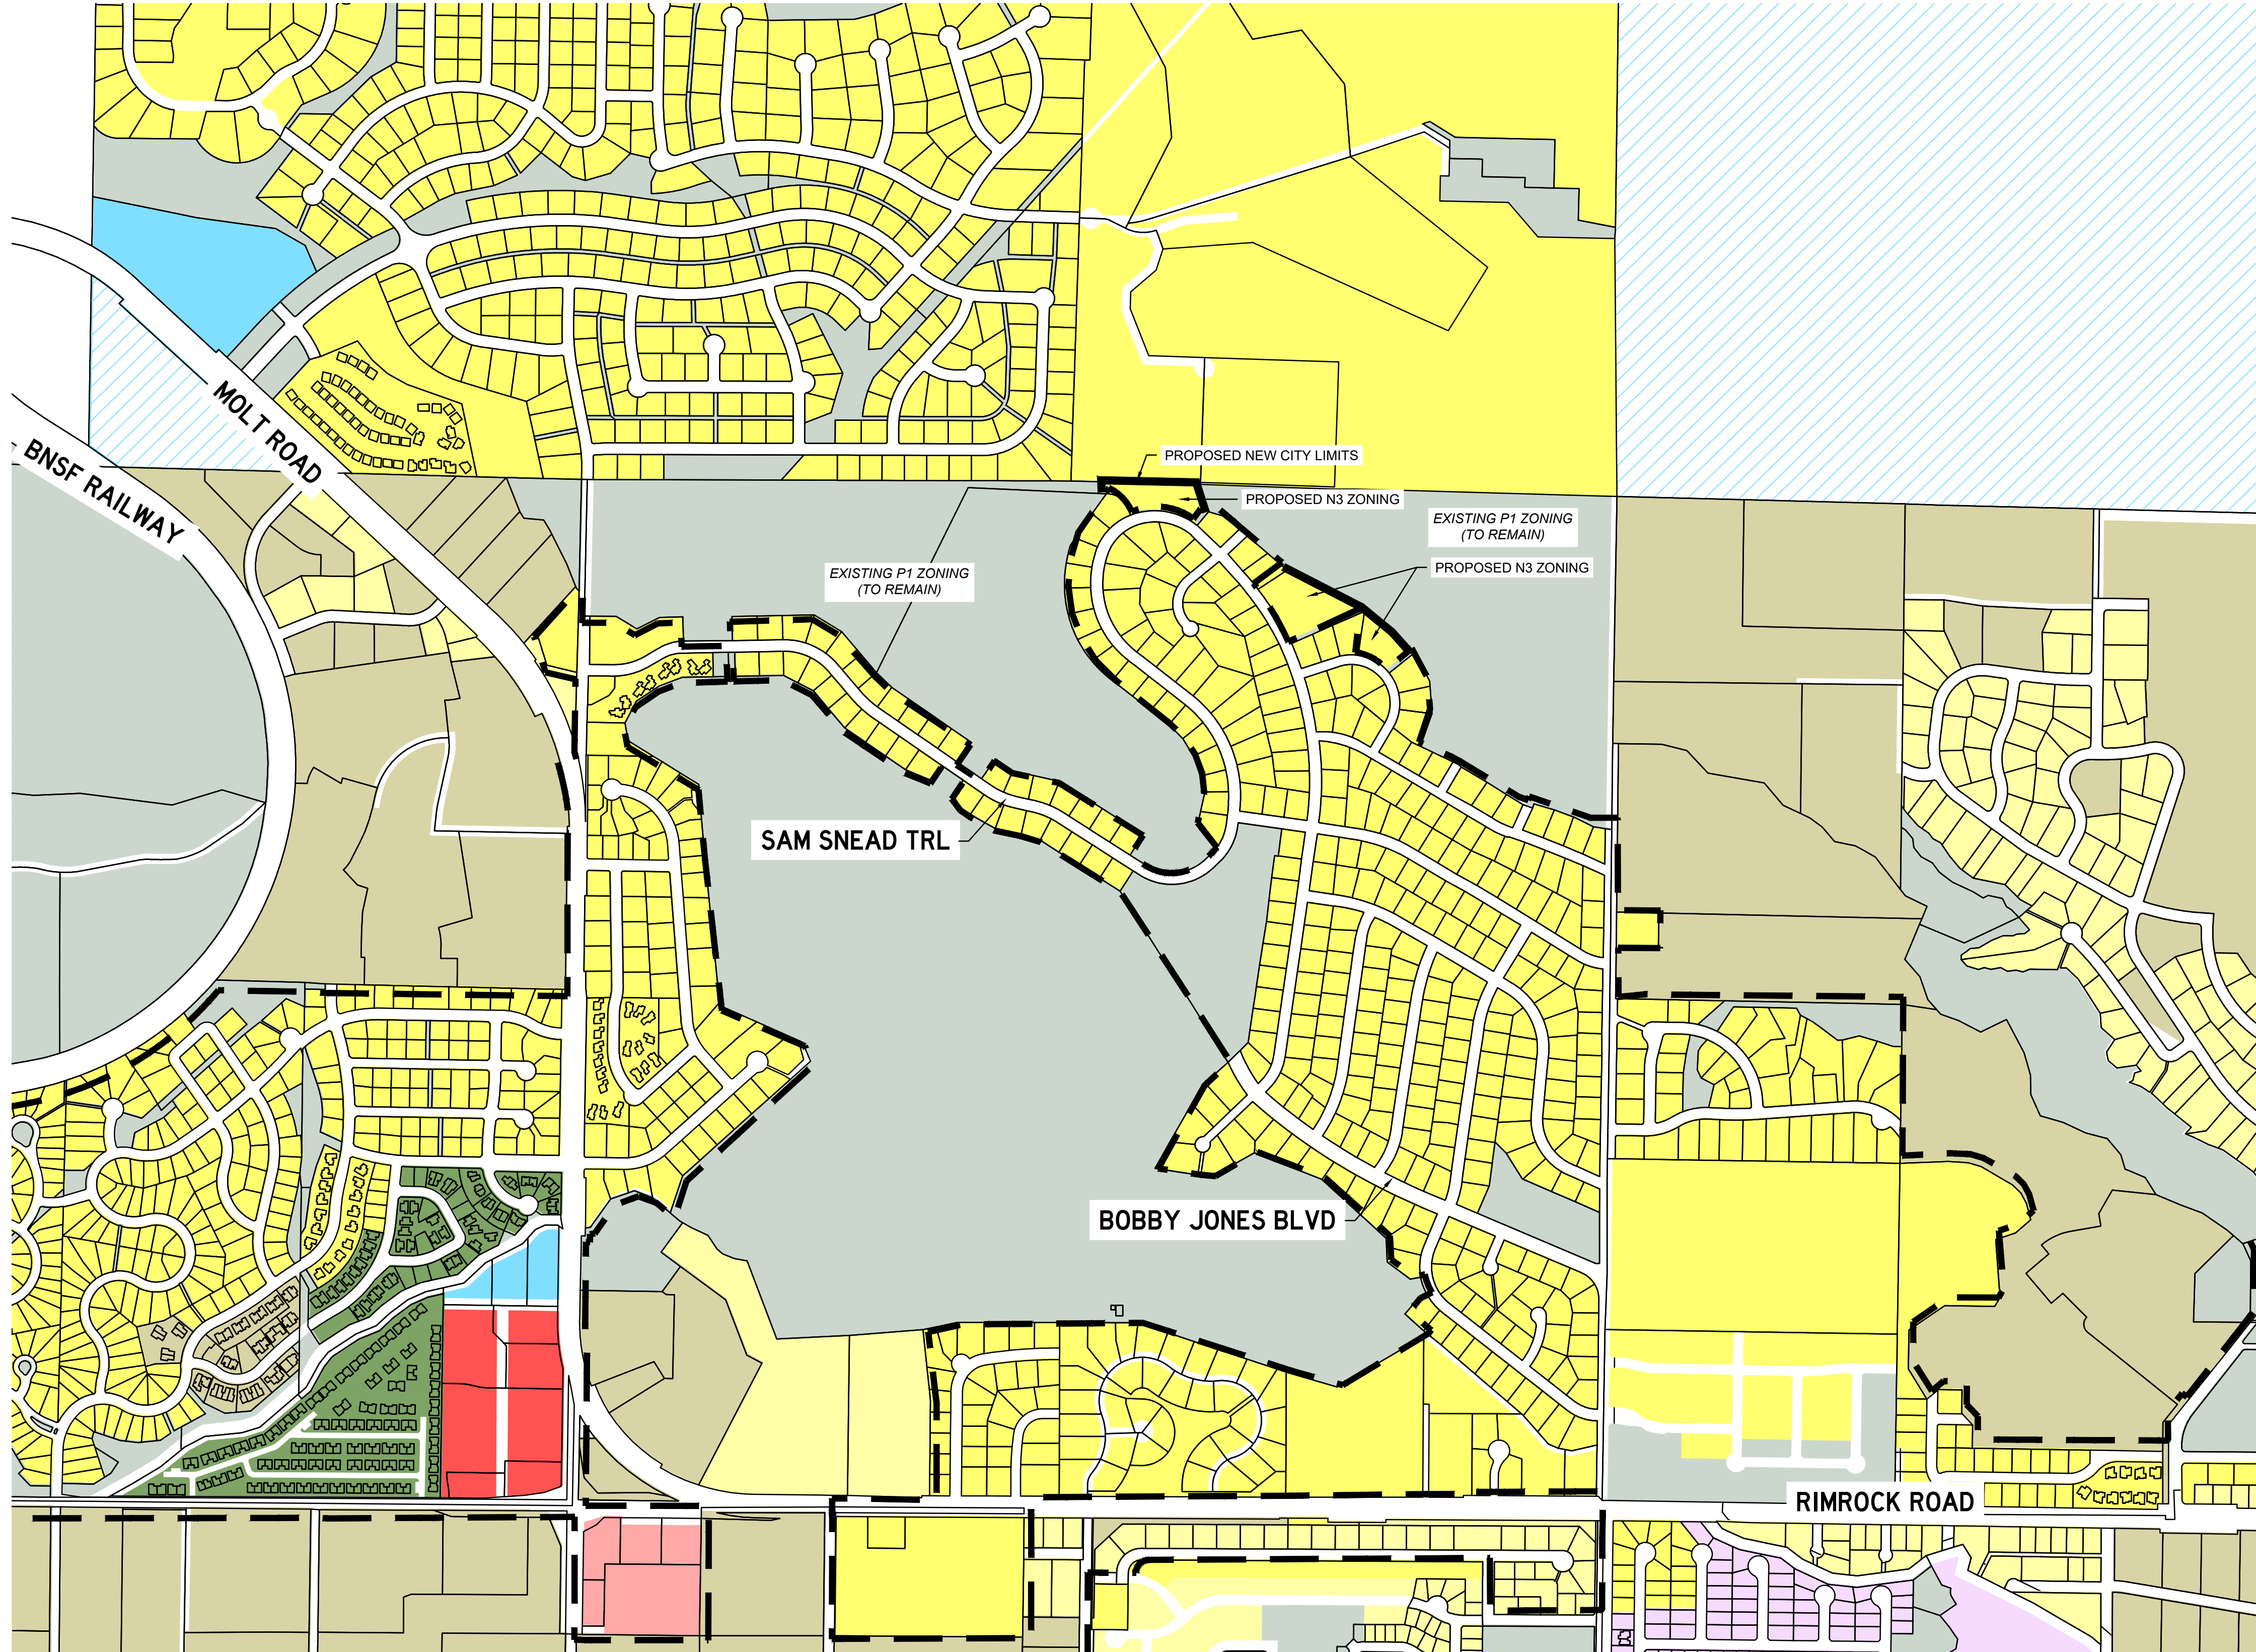 MOLT ROAD
BNSF RAILWAY
PROPOSED NEW CITY LIMITS
PROPOSED N3 ZONING
EXISTING P1 ZONING
(TO REMAIN)
PROPOSED N3 ZONING
EXISTING P1 ZONING
(TO REMAIN)
SAM SNEAD TRL
BOBBY JONES BLVD
RIMROCK ROAD